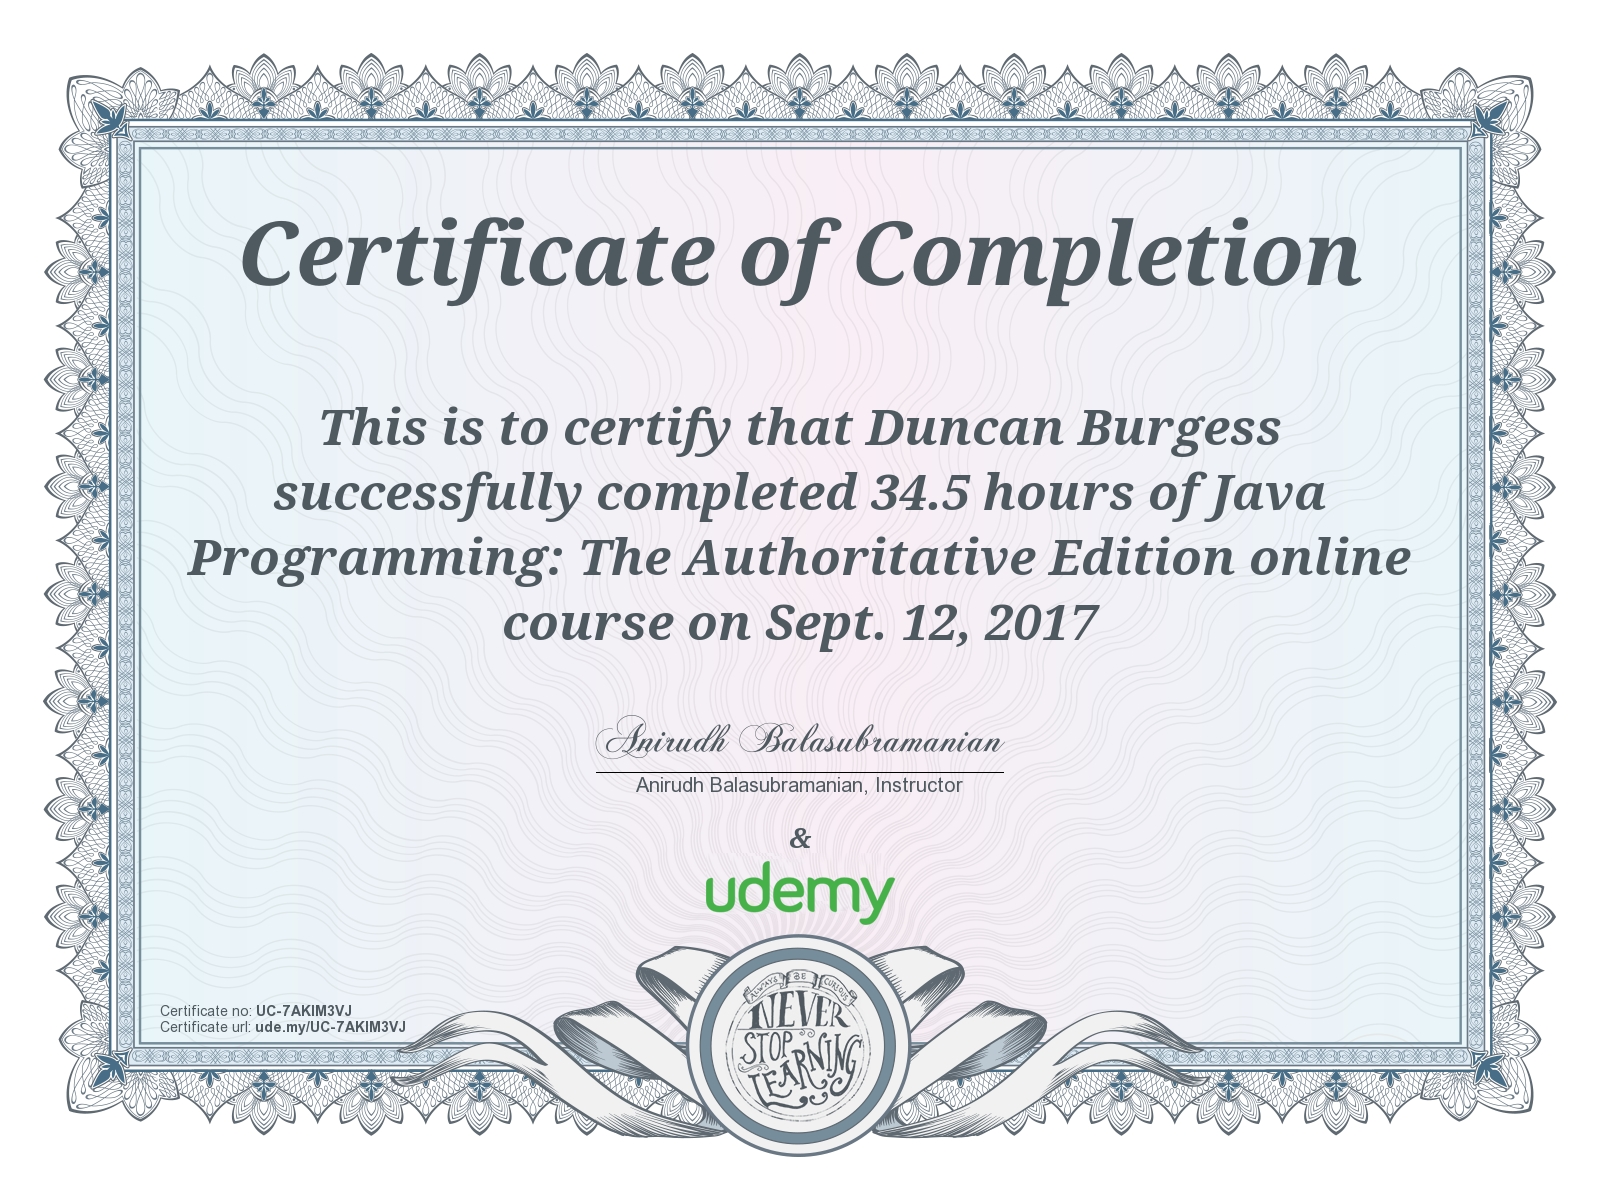 Certificate of Completion
This is to certify that Duncan Burgess
successfully completed 34.5 hours of Java
Programming: The Authoritative Edition online
course on Sept. 12, 2017
Anirudh Balasubramanian
Anirudh Balasubramanian, Instructor
&
udemy
Certificate no: UC-7AKIM3VJ
Certificate url: ude.my/UC-7AKIM3VJ
ALWAYS BE CURIOUS
NEVER
STOP
LEARNING